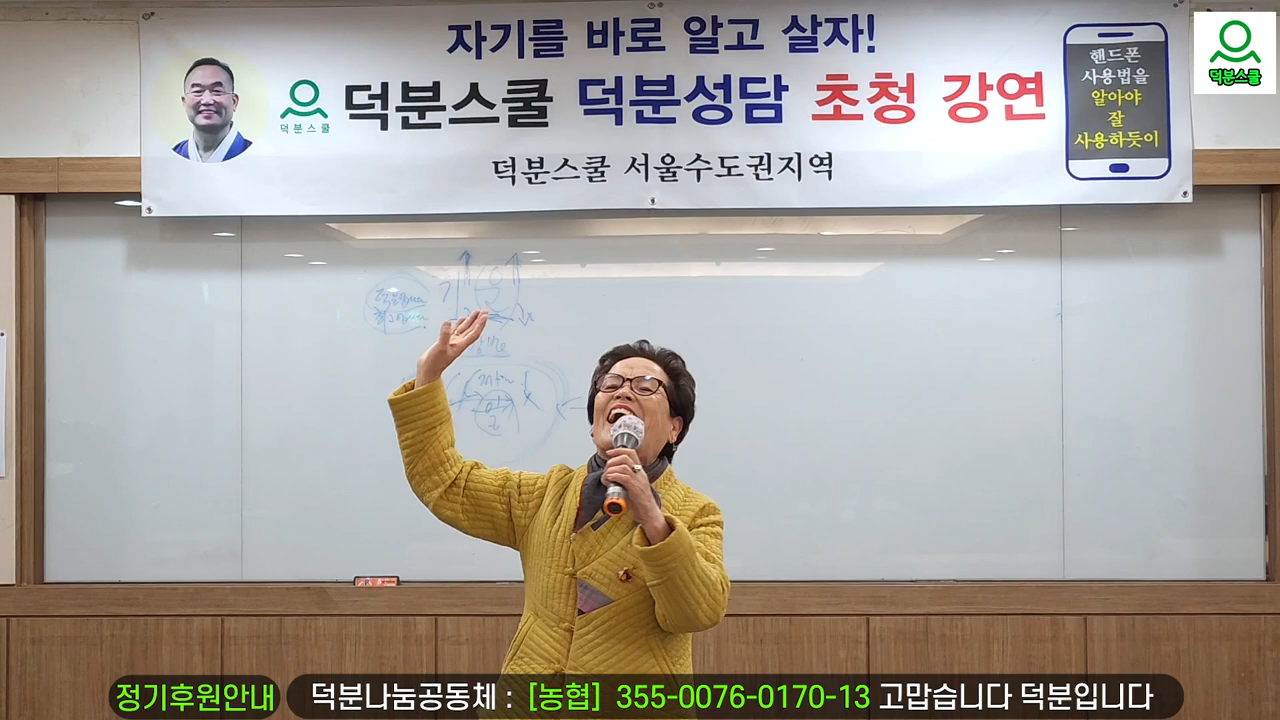 자기를 바로 알고 살자!
덕분스쿨
덕분스쿨 덕분성담 초청 강연
덕분스쿨 서울수도권지역
핸드폰
사용법을
알아야
잘
사용하듯이
덕분스쿨
정기후원안내
덕분나눔공동체 : [농협] 355-0076-0170-13 고맙습니다 덕분입니다